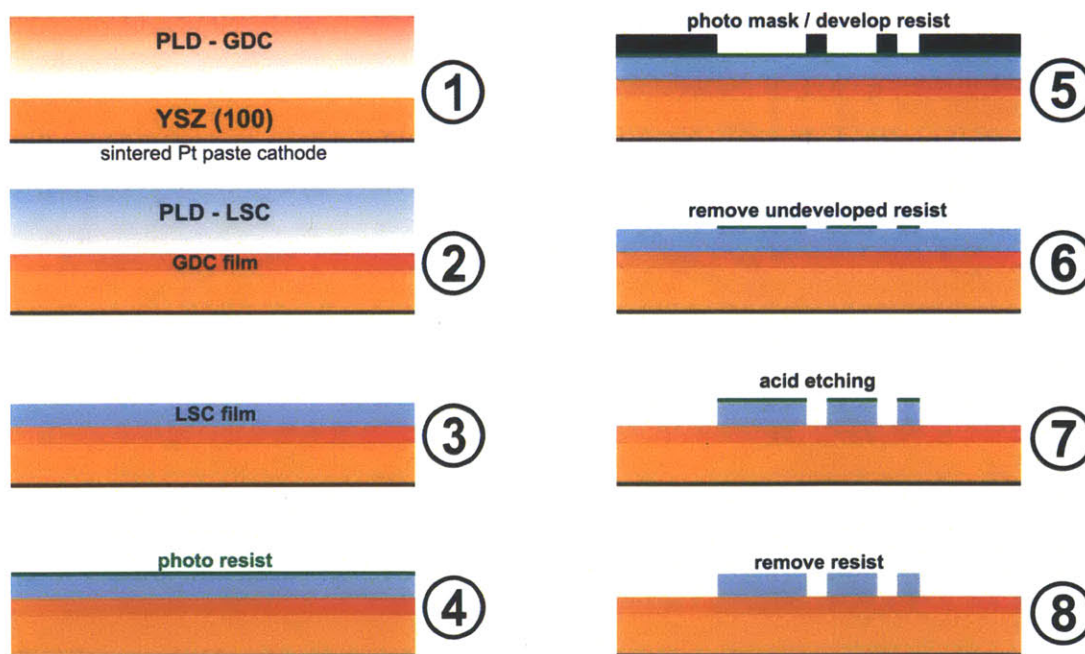 PLD - GDC
YSZ (100)
sintered Pt paste cathode
1
PLD - LSC
GDC film
2
LSC film
3
photo resist
4
photo mask / develop resist
5
remove undeveloped resist
6
acid etching
7
remove resist
8